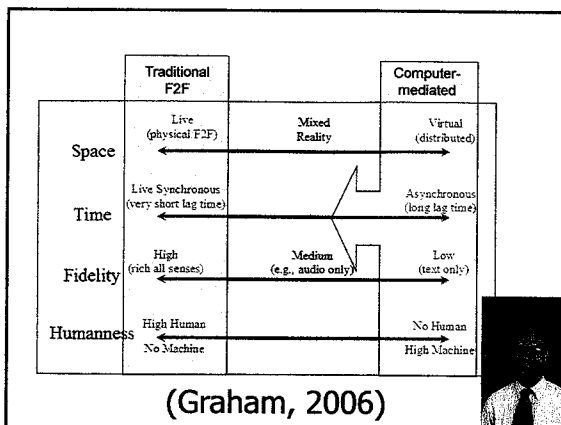 Traditional
F2F
Computer-
mediated
Live
(physical F2F)
Mixed
Reality
Virtual
(distributed)
Space
Live Synchronous
(very short lag time)
Asynchronous
(long lag time)
Time
High
(rich all senses)
Medium
(e.g., audio only)
Low
(text only)
Fidelity
High Human
No Machine
No Human
High Machine
Humanness
(Graham, 2006)